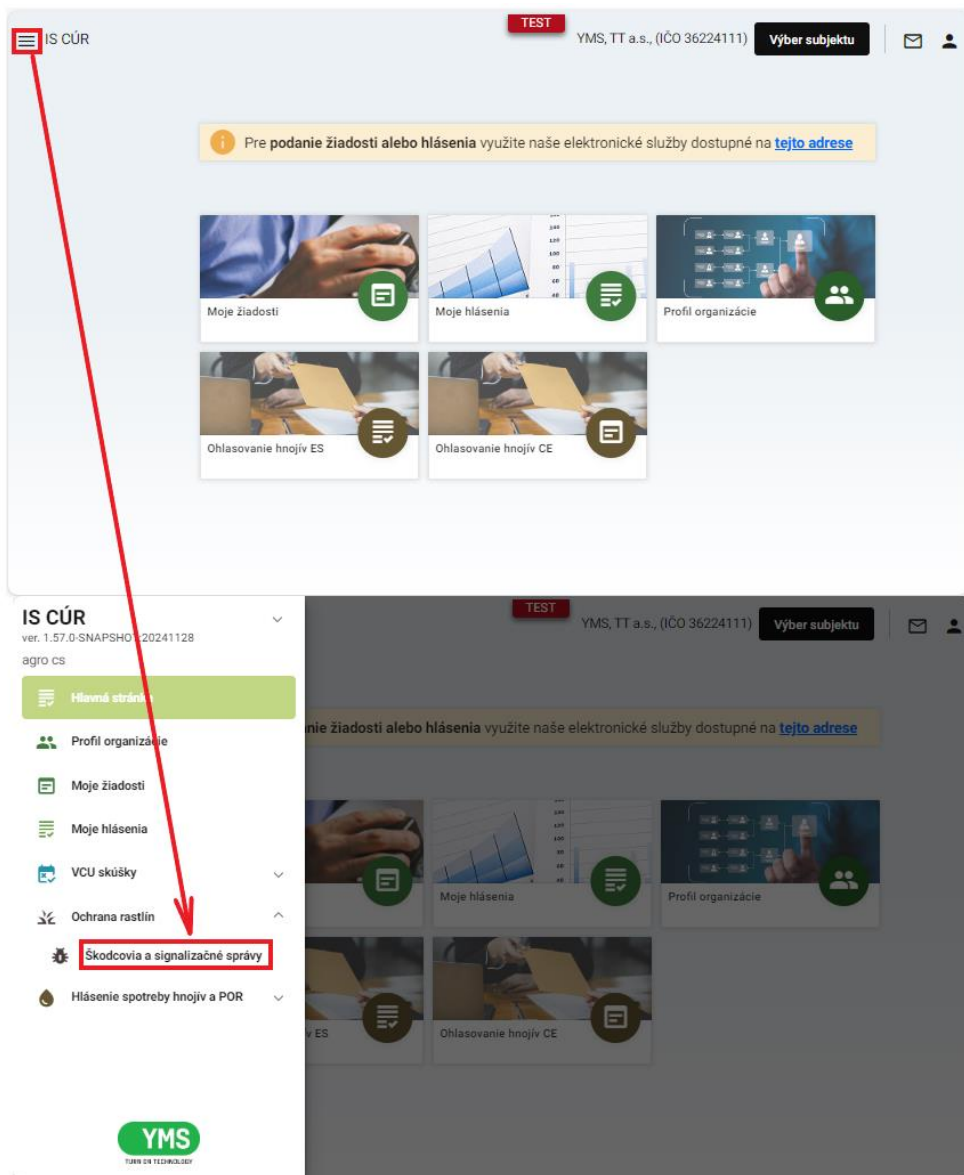 TEST
IS CÚR
YMS, TT a.s., (IČO 36224111)
Výber subjektu
Pre podanie žiadosti alebo hlásenia využite naše elektronické služby dostupné na tejto adrese
Moje žiadosti
Moje hlásenia
Profil organizácie
Ohlasovanie hnojív ES
Ohlasovanie hnojív CE
IS CÚR
ver. 1.57.0-SNAPSHOT:20241128
agro cs
Hlavná stránka
Profil organizácie
Moje žiadosti
Moje hlásenia
VCU skúšky
Ochrana rastlín
Škodcovia a signalizačné správy
Hlásenie spotreby hnojív a POR
YMS
TURN ON TECHNOLOGY
TEST
YMS, TT a.s., (IČO 36224111)
Výber subjektu
nie žiadosti alebo hlásenia využite naše elektronické služby dostupné na tejto adrese
Moje hlásenia
Profil organizácie
v ES
Ohlasovanie hnojív CE